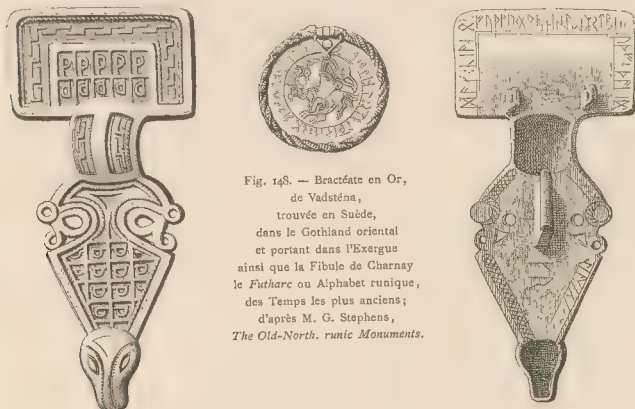 Fig. 148. — Bractéate en Or,
de Vadsténa,
trouvée en Suède,
dans le Gothland oriental
et portant dans l'Exergue
ainsi que la Fibule de Charnay
le Futharc ou Alphabet runique,
des Temps les plus anciens;
d'après M. G. Stephens,
The Old-North. runic Monuments.